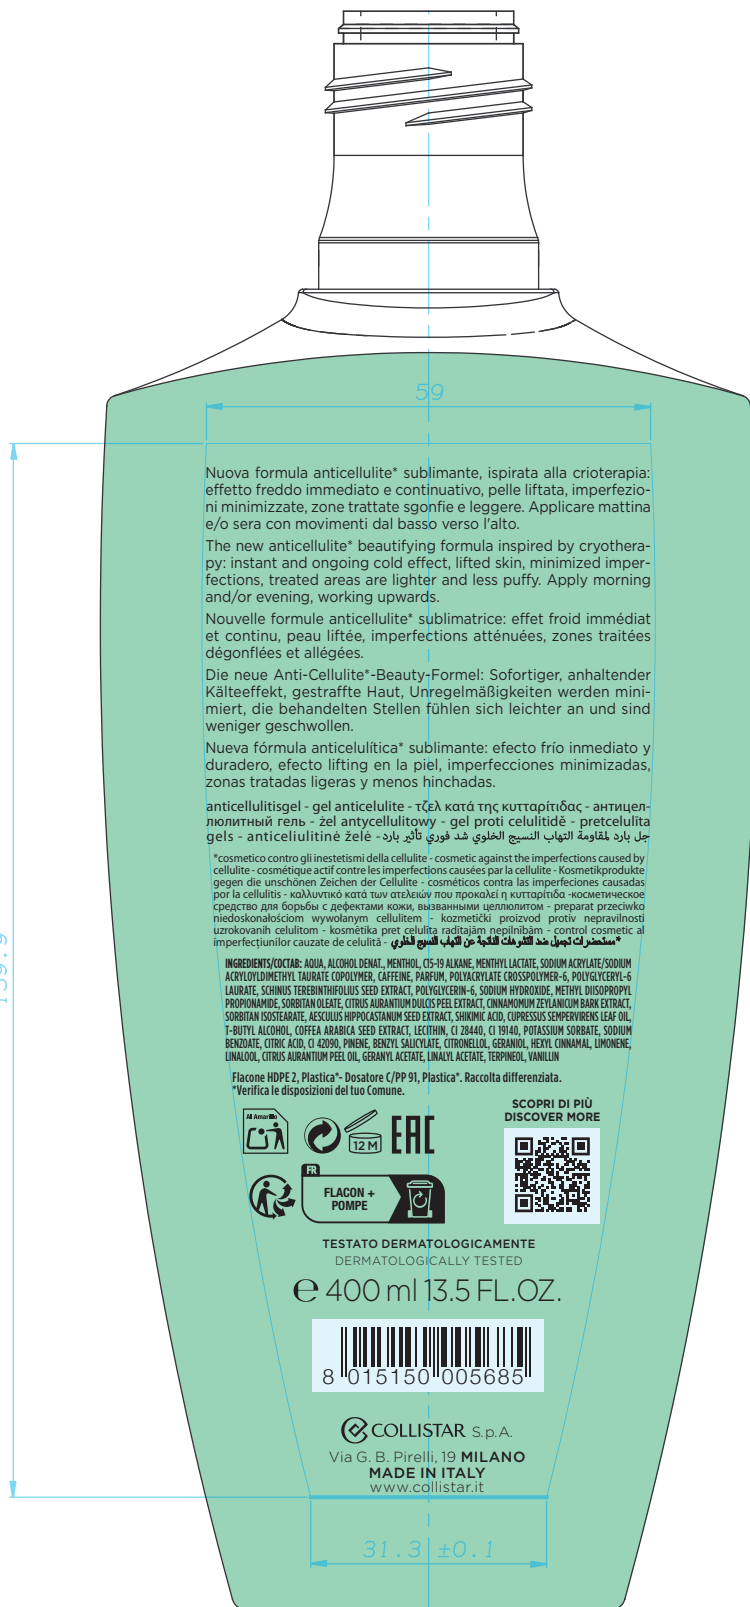 59
Nuova formula anticellulite* sublimante, ispirata alla crioterapia:
effetto freddo immediato e continuativo, pelle liftata, imperfezio-
ni minimizzate, zone trattate sgonfie e leggere. Applicare mattina
e/o sera con movimenti dal basso verso l'alto.
The new anticellulite* beautifying formula inspired by cryothera-
py: instant and ongoing cold effect, lifted skin, minimized imper-
fections, treated areas are lighter and less puffy. Apply morning
and/or evening, working upwards.
Nouvelle formule anticellulite* sublimatrice: effet froid immédiat
et continu, peau liftée, imperfections atténuées, zones traitées
dégonflées et allégées.
Die neue Anti-Cellulite*-Beauty-Formel: Sofortiger, anhaltender
Kälteeffekt, gestraffte Haut, Unregelmäßigkeiten werden mini-
miert, die behandelten Stellen fühlen sich leichter an und sind
weniger geschwollen.
Nueva fórmula anticelulítica* sublimante: efecto frío inmediato y
duradero, efecto lifting en la piel, imperfecciones minimizadas,
zonas tratadas ligeras y menos hinchadas.
anticellulitisgel - gel anticelulite - τζελ κατά της κυτταρίτιδας - антицел-
люлитный гель - żel antycellulitowy - gel proti celulitidě - pretcelulīta
gels - anticeliulitinė želė - جل بارد لمقاومة التهاب النسيج الخلوي شد فوري تأثير بارد
*cosmetico contro gli inestetismi della cellulite - cosmetic against the imperfections caused by
cellulite - cosmétique actif contre les imperfections causées par la cellulite - Kosmetikprodukte
gegen die unschönen Zeichen der Cellulite - cosméticos contra las imperfeciones causadas
por la cellulitis - καλλυντικό κατά των ατελειών που προκαλεί η κυτταρίτιδα -косметическое
средство для борьбы с дефектами кожи, вызванными целлюлитом - preparat przeciwko
niedoskonałościom wywołanym cellulitem - kozmetički proizvod protiv nepravilnosti
uzrokovanih celulitom - kosmētika pret celulīta radītajām nepilnībām - control cosmetic al
imperfecțiunilor cauzate de celulită - *مستحضرات تجميل ضد التشوهات الناتجة عن التهاب النسيج الخلوي
INGREDIENTS/СОСТАВ: AQUA, ALCOHOL DENAT., MENTHOL, C15-19 ALKANE, MENTHYL LACTATE, SODIUM ACRYLATE/SODIUM
ACRYLOYLDIMETHYL TAURATE COPOLYMER, CAFFEINE, PARFUM, POLYACRYLATE CROSSPOLYMER-6, POLYGLYCERYL-6
LAURATE, SCHINUS TEREBINTHIFOLIUS SEED EXTRACT, POLYGLYCERIN-6, SODIUM HYDROXIDE, METHYL DIISOPROPYL
PROPIONAMIDE, SORBITAN OLEATE, CITRUS AURANTIUM DULCIS PEEL EXTRACT, CINNAMOMUM ZEYLANICUM BARK EXTRACT,
SORBITAN ISOSTEARATE, AESCULUS HIPPOCASTANUM SEED EXTRACT, SHIKIMIC ACID, CUPRESSUS SEMPERVIRENS LEAF OIL,
T-BUTYL ALCOHOL, COFFEA ARABICA SEED EXTRACT, LECITHIN, CI 28440, CI 19140, POTASSIUM SORBATE, SODIUM
BENZOATE, CITRIC ACID, CI 42090, PINENE, BENZYL SALICYLATE, CITRONELLOL, GERANIOL, HEXYL CINNAMAL, LIMONENE,
LINALOOL, CITRUS AURANTIUM PEEL OIL, GERANYL ACETATE, LINALYL ACETATE, TERPINEOL, VANILLIN
Flacone HDPE 2, Plastica*- Dosatore C/PP 91, Plastica*. Raccolta differenziata.
*Verifica le disposizioni del tuo Comune.
SCOPRI DI PIÙ
DISCOVER MORE
Al Amarillo
12 M
EAC
FR
FLACON +
POMPE
TESTATO DERMATOLOGICAMENTE
DERMATOLOGICALLY TESTED
℮ 400 ml 13.5 FL.OZ.
8 015150 005685
COLLISTAR S.p.A.
Via G. B. Pirelli, 19 MILANO
MADE IN ITALY
www.collistar.it
31.3 ±0.1